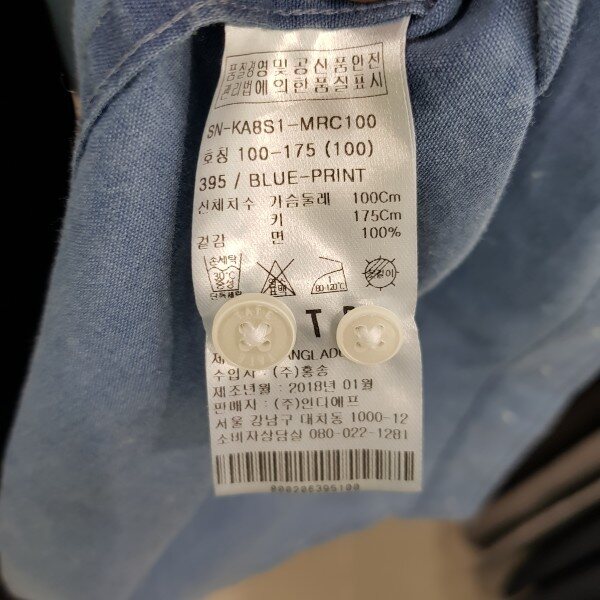 품질경영및공산품안전
관리법에의한품질표시
SN-KA8S1-MRC100
호칭 100-175 (100)
395 / BLUE-PRINT
신체치수 가슴둘레 100Cm
키 175Cm
겉감 면 100%
손세탁
30℃
중성
단독세탁
80-120℃
T
수입자 : (주)홍송
제조년월 : 2018년 01월
판매자 : (주)인디에프
서울 강남구 대치동 1000-12
소비자상담실 080-022-1281